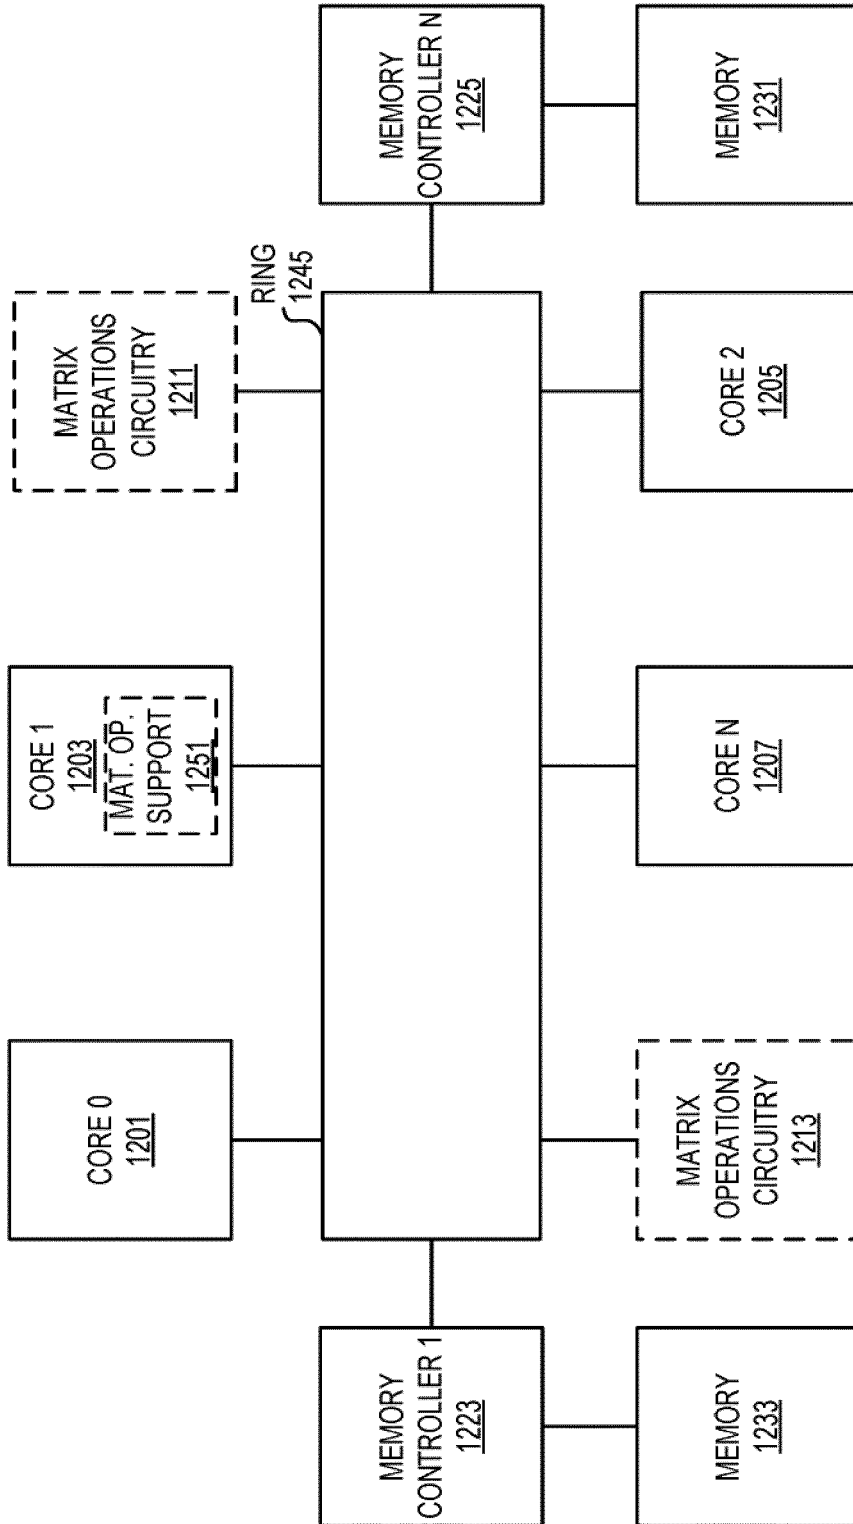 CORE 0
1201
CORE 1
1203
MAT. OP.
SUPPORT
1251
MATRIX
OPERATIONS
CIRCUITRY
1211
RING
1245
MEMORY
CONTROLLER 1
1223
MEMORY
CONTROLLER N
1225
MEMORY
1233
MATRIX
OPERATIONS
CIRCUITRY
1213
CORE N
1207
CORE 2
1205
MEMORY
1231